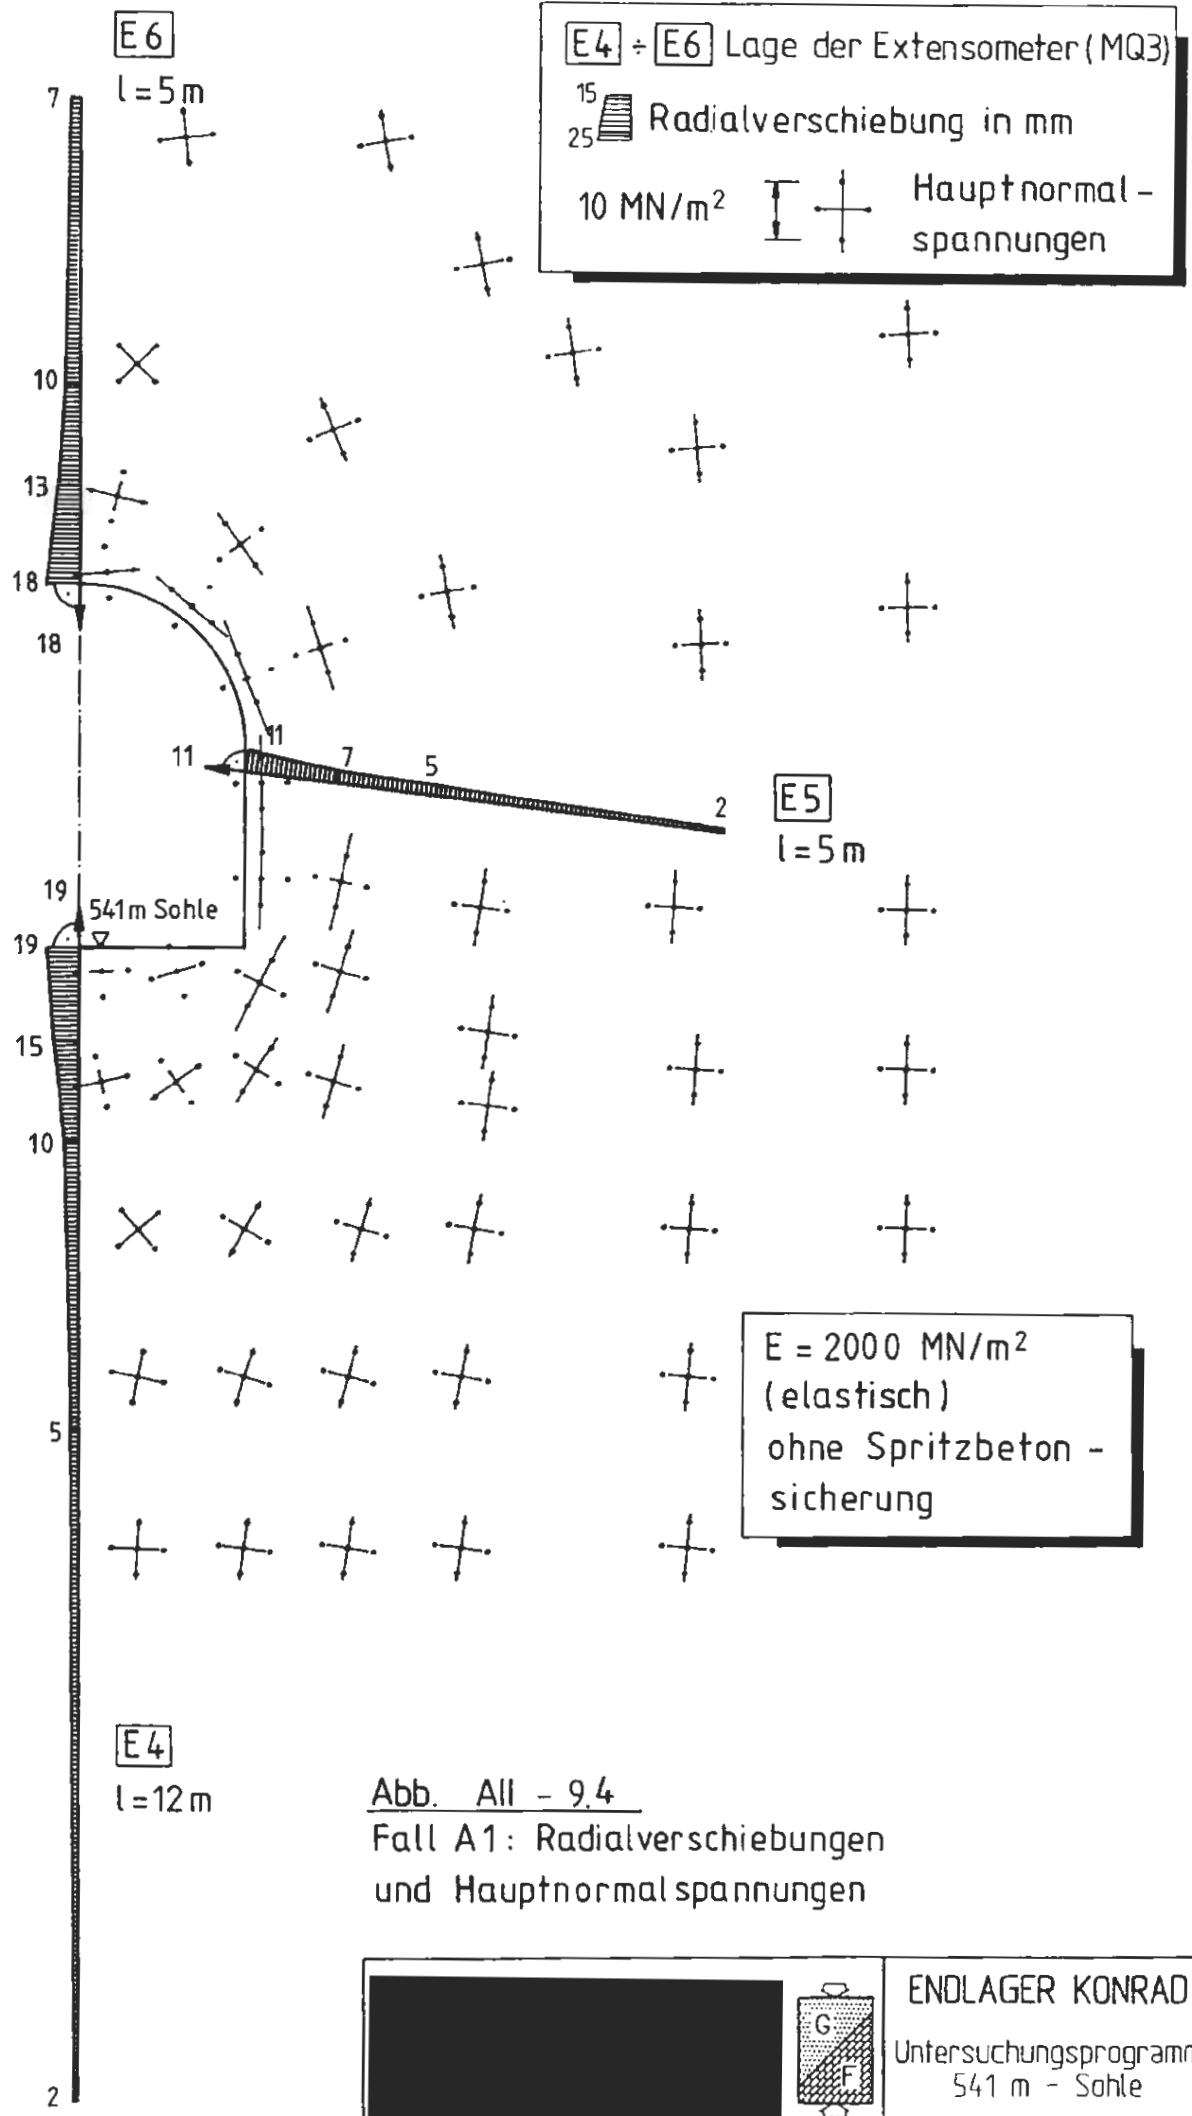 E6
l = 5 m
7
E4 ÷ E6 Lage der Extensometer (MQ3)
15
25
Radialverschiebung in mm
10 MN/m²
Hauptnormal-
spannungen
10
13
18
18
11
11
7
5
2
E5
l = 5 m
19
541m Sohle
19
15
10
E = 2000 MN/m²
(elastisch)
ohne Spritzbeton -
sicherung
5
E4
l = 12 m
Abb. AII - 9.4
Fall A1: Radialverschiebungen
und Hauptnormalspannungen
ENDLAGER KONRAD
G
F
Untersuchungsprogramm
541 m - Sohle
2